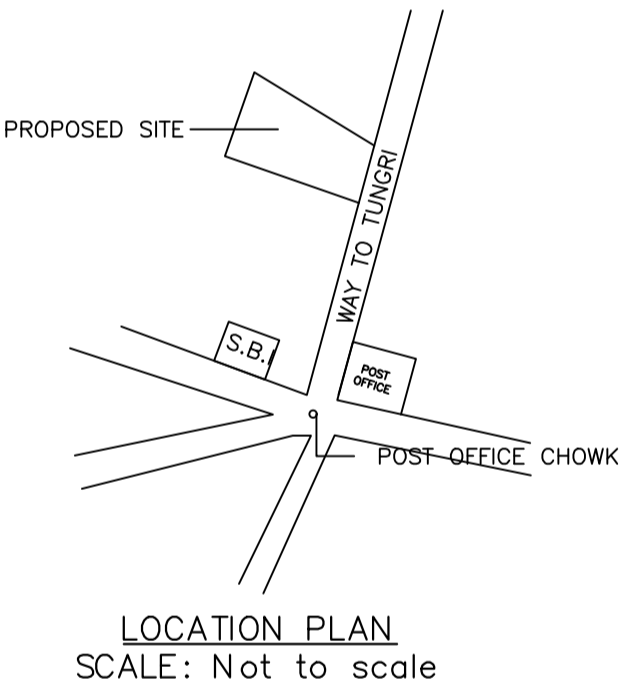 PROPOSED SITE
WAY TO TUNGRI
S.B.I
POST
OFFICE
POST OFFICE CHOWK
LOCATION PLAN
SCALE: Not to scale